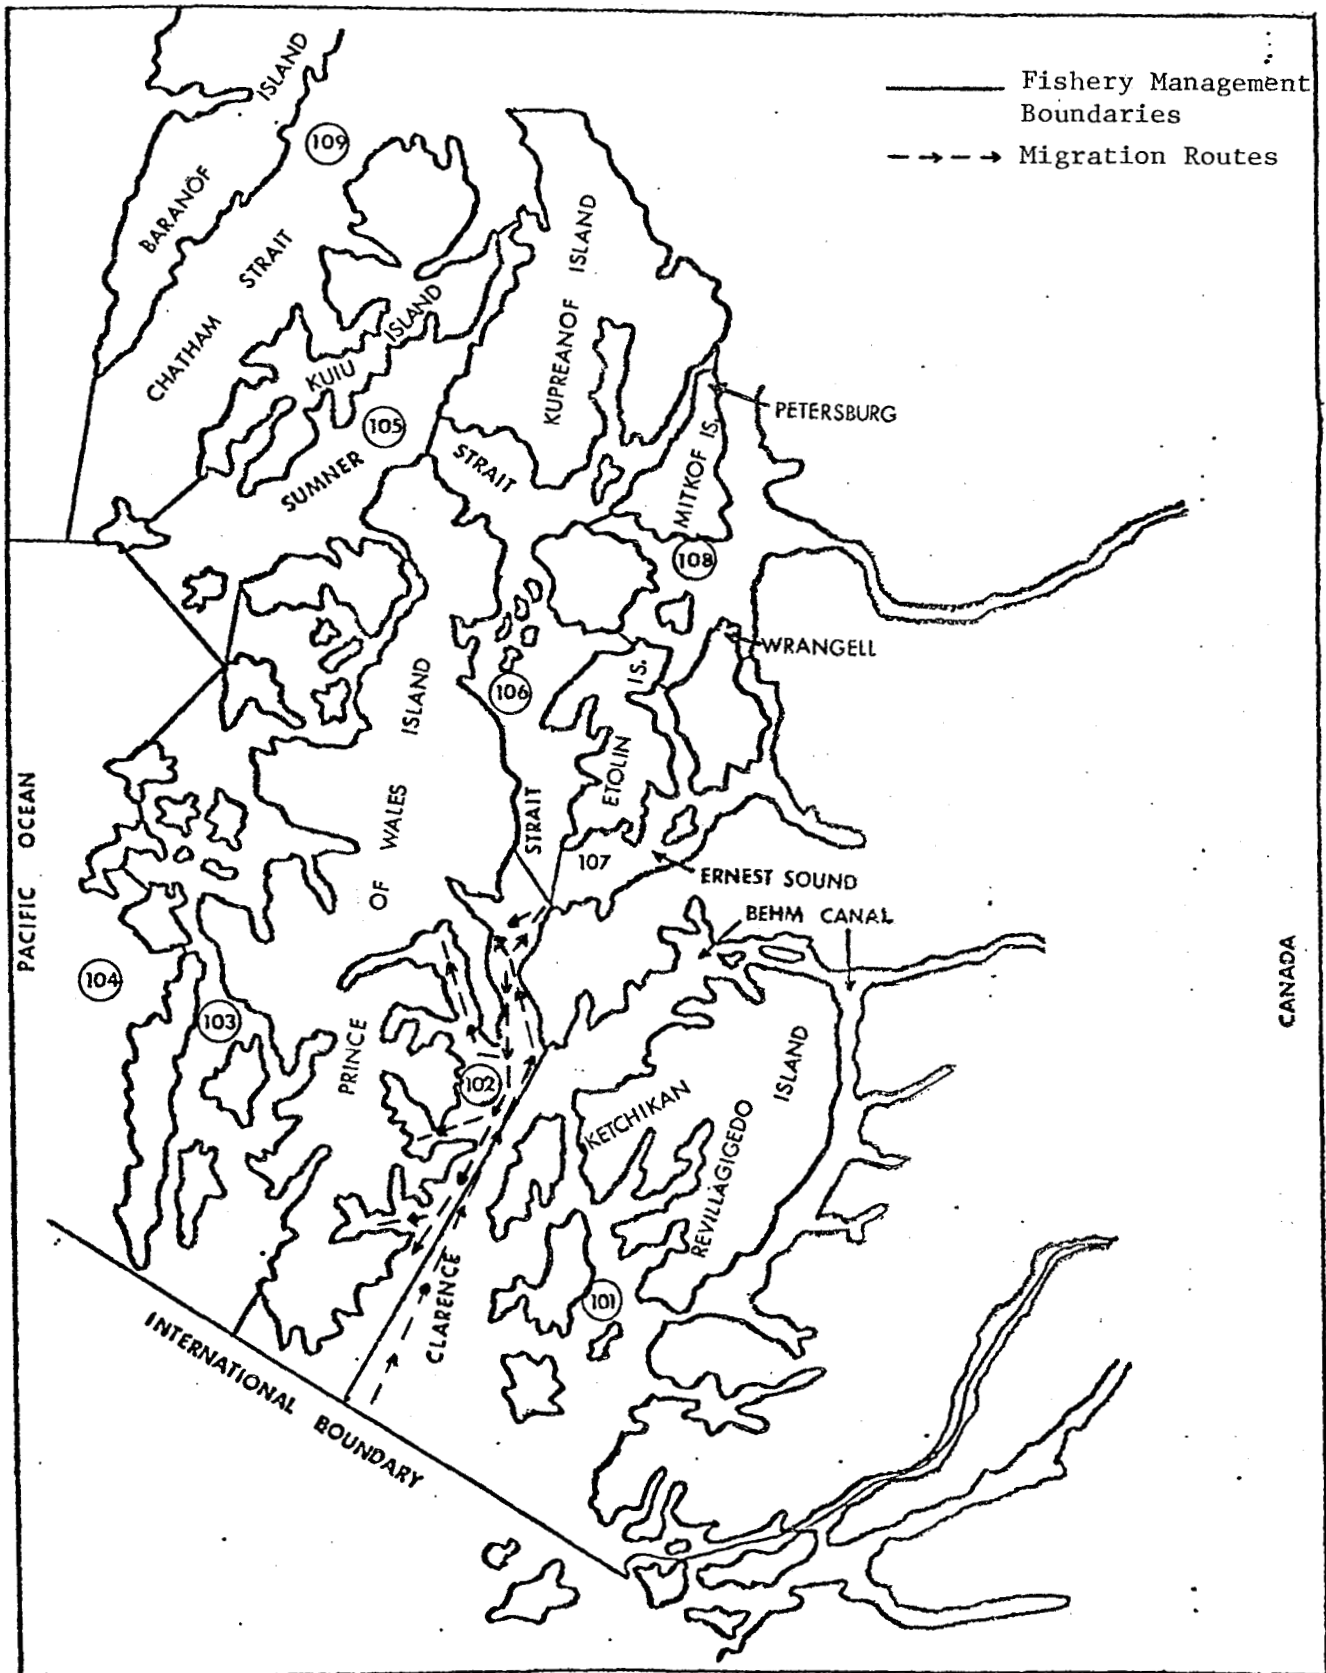 Fishery Management
Boundaries
Migration Routes
BARANOF
ISLAND
109
CHATHAM
STRAIT
KUIU
ISLAND
KUPREANOF
ISLAND
105
SUMNER
STRAIT
MITKOF IS.
PETERSBURG
108
WRANGELL
106
ETOLIN
IS.
STRAIT
107
ERNEST SOUND
BEHM CANAL
PRINCE
OF WALES
ISLAND
PACIFIC OCEAN
104
103
102
KETCHIKAN
REVILLAGIGEDO
ISLAND
CANADA
101
CLARENCE
INTERNATIONAL BOUNDARY